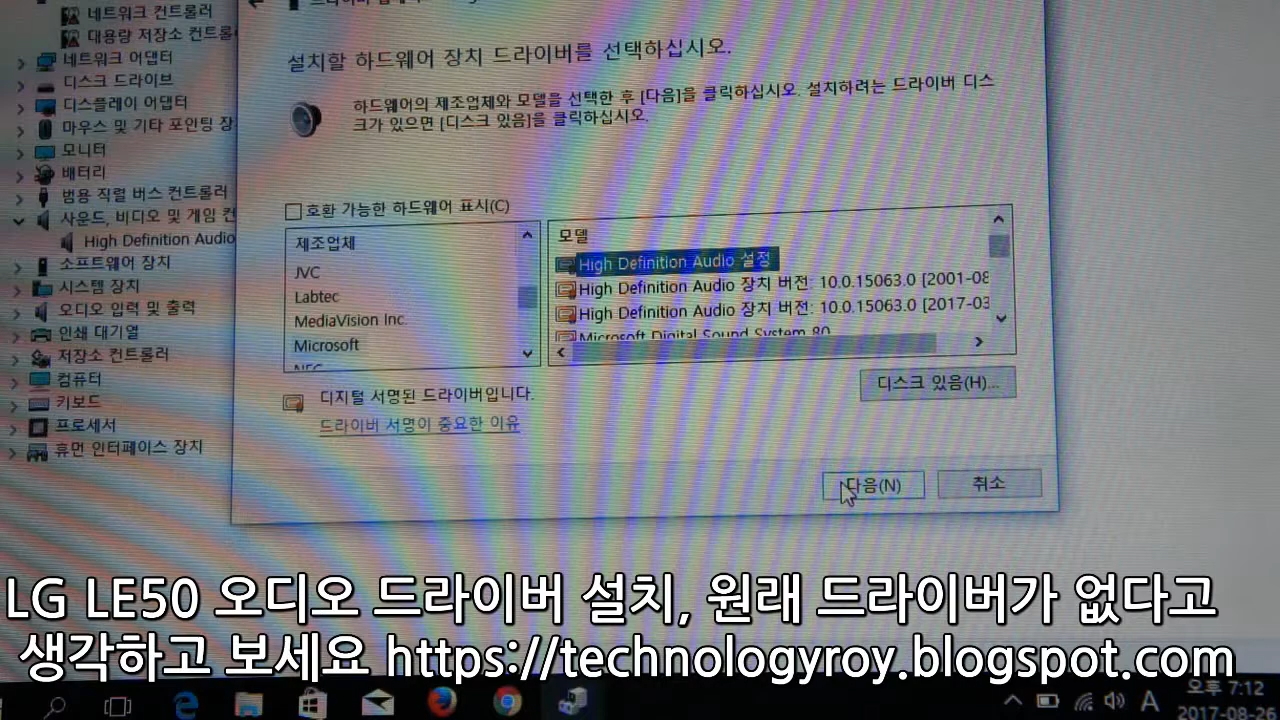 네트워크 컨트롤러
대용량 저장소 컨트롤
네트워크 어댑터
디스크 드라이브
디스플레이 어댑터
마우스 및 기타 포인팅 장
모니터
배터리
범용 직렬 버스 컨트롤러
사운드, 비디오 및 게임 컨
High Definition Audio
소프트웨어 장치
시스템 장치
오디오 입력 및 출력
인쇄 대기열
저장소 컨트롤러
컴퓨터
키보드
프로세서
휴먼 인터페이스 장치
설치할 하드웨어 장치 드라이버를 선택하십시오.
하드웨어의 제조업체와 모델을 선택한 후 [다음]을 클릭하십시오. 설치하려는 드라이버 디스
크가 있으면 [디스크 있음]을 클릭하십시오.
호환 가능한 하드웨어 표시(C)
제조업체
JVC
Labtec
MediaVision Inc.
Microsoft
NEC
모델
High Definition Audio 설정
High Definition Audio 장치 버전: 10.0.15063.0 [2001-08
High Definition Audio 장치 버전: 10.0.15063.0 [2017-03
Microsoft Digital Sound System 80
디스크 있음(H)...
디지털 서명된 드라이버입니다.
드라이버 서명이 중요한 이유
다음(N)
취소
LG LE50 오디오 드라이버 설치, 원래 드라이버가 없다고
생각하고 보세요 https://technologyroy.blogspot.com
A
오후 7:12
2017-08-26